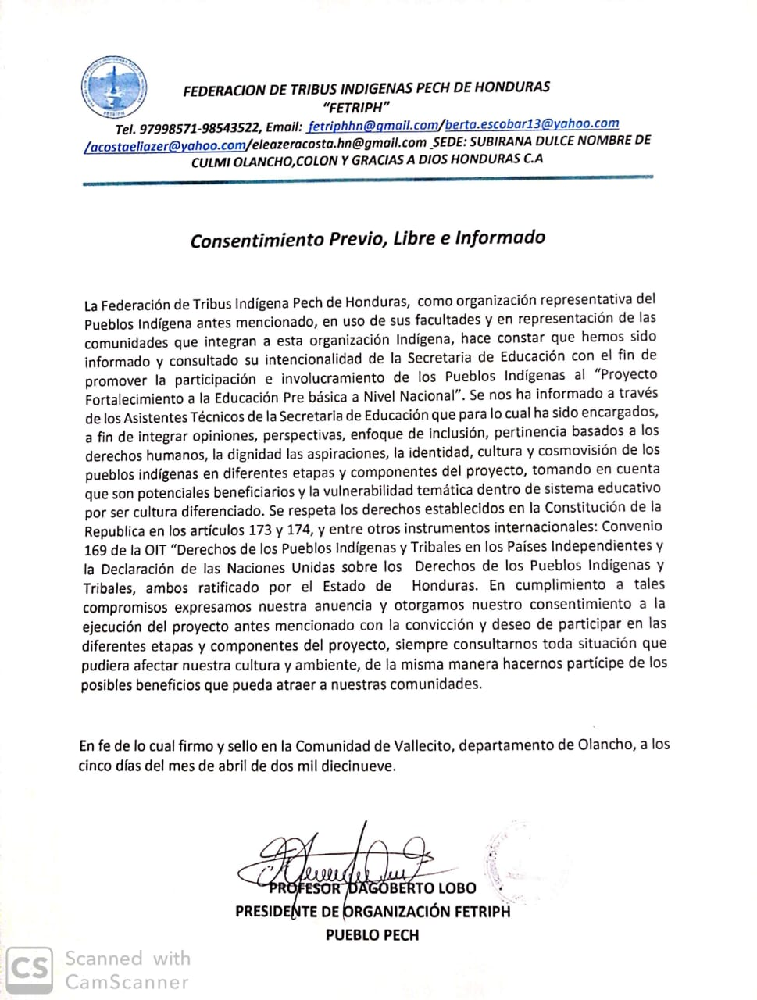 FEDERACION DE TRIBUS INDIGENAS PECH DE HONDURAS
FETRIPH
FEDERACION DE TRIBUS INDIGENAS PECH DE HONDURAS
“FETRIPH”
Tel. 97998571-98543522, Email: fetriphhn@gmail.com/berta.escobar13@yahoo.com
/acostaeliazer@yahoo.com/eleazeracosta.hn@gmail.com SEDE: SUBIRANA DULCE NOMBRE DE
CULMI OLANCHO,COLON Y GRACIAS A DIOS HONDURAS C.A
Consentimiento Previo, Libre e Informado
La Federación de Tribus Indígena Pech de Honduras, como organización representativa del
Pueblos Indígena antes mencionado, en uso de sus facultades y en representación de las
comunidades que integran a esta organización Indígena, hace constar que hemos sido
informado y consultado su intencionalidad de la Secretaria de Educación con el fin de
promover la participación e involucramiento de los Pueblos Indígenas al “Proyecto
Fortalecimiento a la Educación Pre básica a Nivel Nacional”. Se nos ha informado a través
de los Asistentes Técnicos de la Secretaria de Educación que para lo cual ha sido encargados,
a fin de integrar opiniones, perspectivas, enfoque de inclusión, pertinencia basados a los
derechos humanos, la dignidad las aspiraciones, la identidad, cultura y cosmovisión de los
pueblos indígenas en diferentes etapas y componentes del proyecto, tomando en cuenta
que son potenciales beneficiarios y la vulnerabilidad temática dentro de sistema educativo
por ser cultura diferenciado. Se respeta los derechos establecidos en la Constitución de la
Republica en los artículos 173 y 174, y entre otros instrumentos internacionales: Convenio
169 de la OIT “Derechos de los Pueblos Indígenas y Tribales en los Países Independientes y
la Declaración de las Naciones Unidas sobre los Derechos de los Pueblos Indígenas y
Tribales, ambos ratificado por el Estado de Honduras. En cumplimiento a tales
compromisos expresamos nuestra anuencia y otorgamos nuestro consentimiento a la
ejecución del proyecto antes mencionado con la convicción y deseo de participar en las
diferentes etapas y componentes del proyecto, siempre consultarnos toda situación que
pudiera afectar nuestra cultura y ambiente, de la misma manera hacernos partícipe de los
posibles beneficios que pueda atraer a nuestras comunidades.
En fe de lo cual firmo y sello en la Comunidad de Vallecito, departamento de Olancho, a los
cinco días del mes de abril de dos mil diecinueve.
PROFESOR DAGOBERTO LOBO
PRESIDENTE DE ORGANIZACIÓN FETRIPH
PUEBLO PECH
CS Scanned with
CamScanner